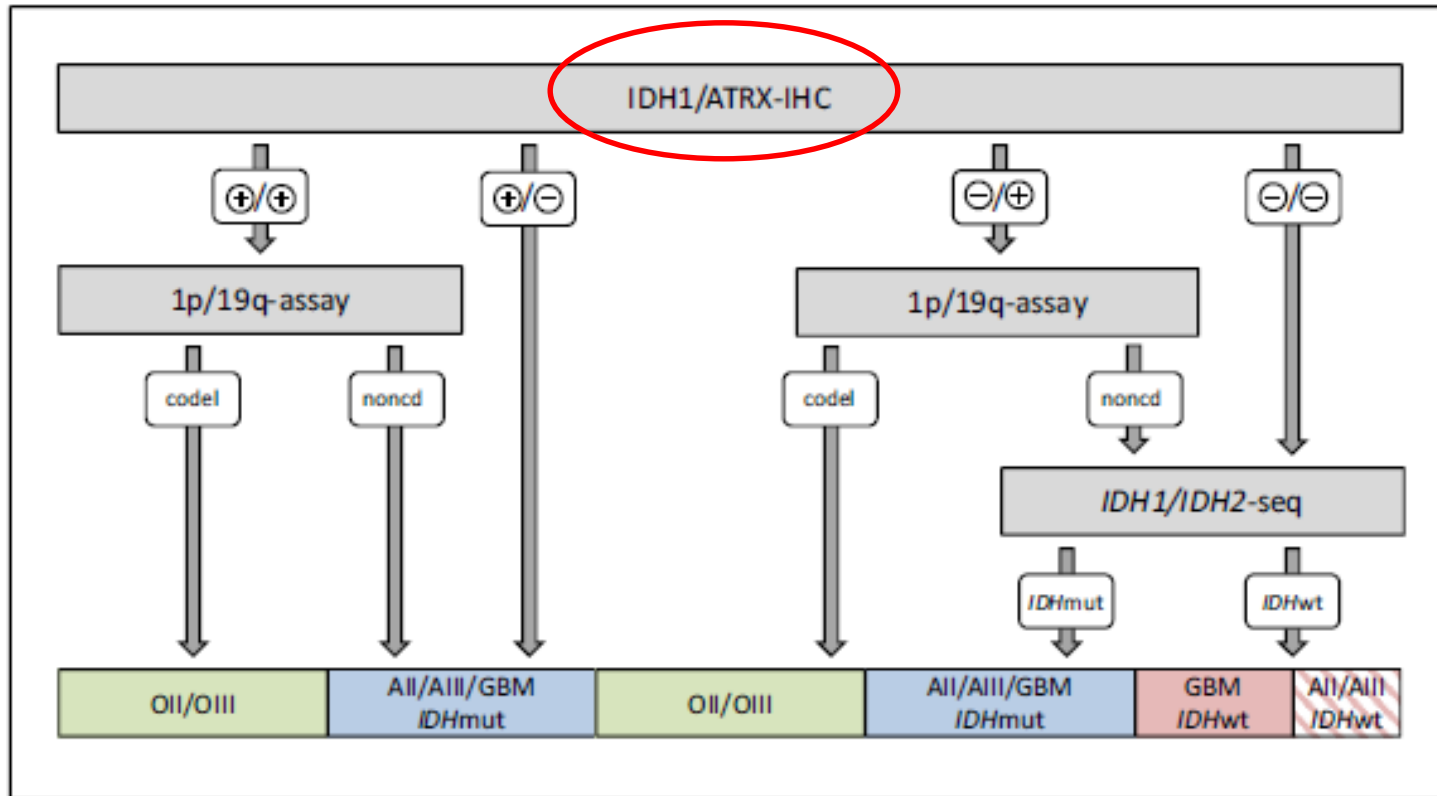 IDH1/ATRX-IHC
⊕/⊕
⊕/⊖
⊖/⊕
⊖/⊖
1p/19q-assay
1p/19q-assay
codel
noncd
codel
noncd
IDH1/IDH2-seq
IDHmut
IDHwt
OII/OIII
AII/AIII/GBM
IDHmut
OII/OIII
AII/AIII/GBM
IDHmut
GBM
IDHwt
AII/AIII
IDHwt